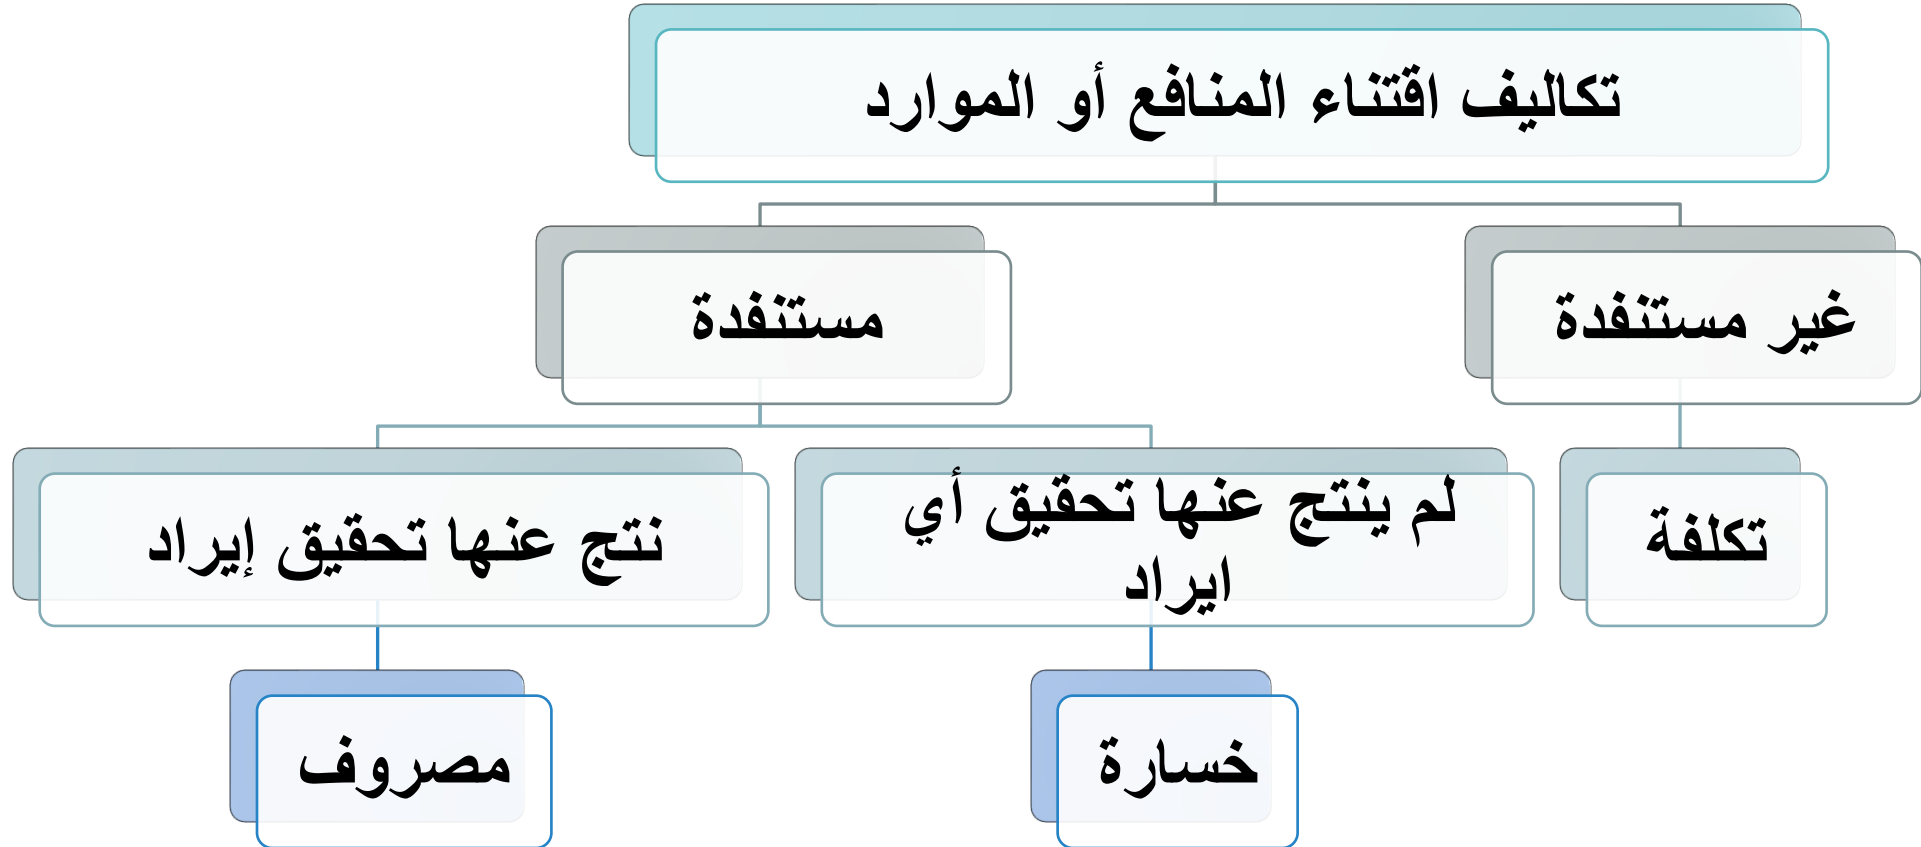 تكاليف اقتناء المنافع أو الموارد
غير مستنفدة
مستنفدة
تكلفة
لم ينتج عنها تحقيق أي
ايراد
نتج عنها تحقيق إيراد
خسارة
مصروف